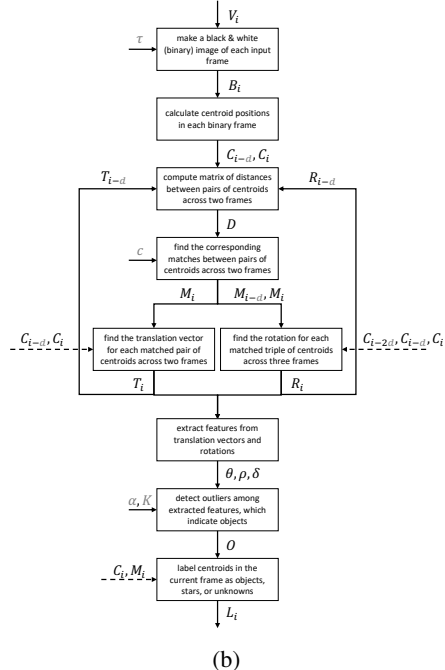 V_i
τ
make a black & white
(binary) image of each input
frame
B_i
calculate centroid positions
in each binary frame
C_{i−d}, C_i
T_{i−d}
compute matrix of distances
between pairs of centroids
across two frames
R_{i−d}
D
c
find the corresponding
matches between pairs of
centroids across two frames
M_i
M_{i−d}, M_i
C_{i−d}, C_i
find the translation vector
for each matched pair of
centroids across two frames
find the rotation for each
matched triple of centroids
across three frames
C_{i−2d}, C_{i−d}, C_i
T_i
R_i
extract features from
translation vectors and
rotations
θ, ρ, δ
α, K
detect outliers among
extracted features, which
indicate objects
O
C_i, M_i
label centroids in the
current frame as objects,
stars, or unknowns
L_i
(b)